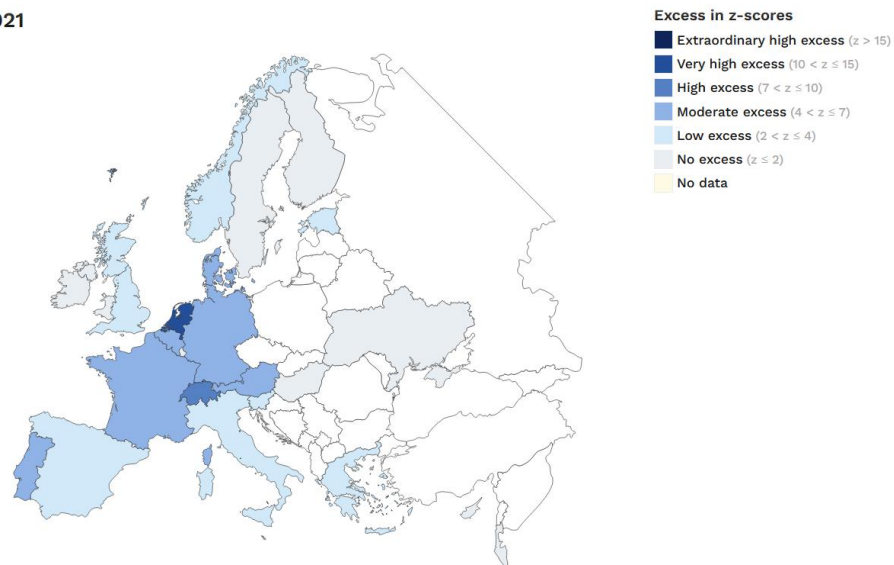 021
Excess in z-scores
Extraordinary high excess (z > 15)
Very high excess (10 < z ≤ 15)
High excess (7 < z ≤ 10)
Moderate excess (4 < z ≤ 7)
Low excess (2 < z ≤ 4)
No excess (z ≤ 2)
No data